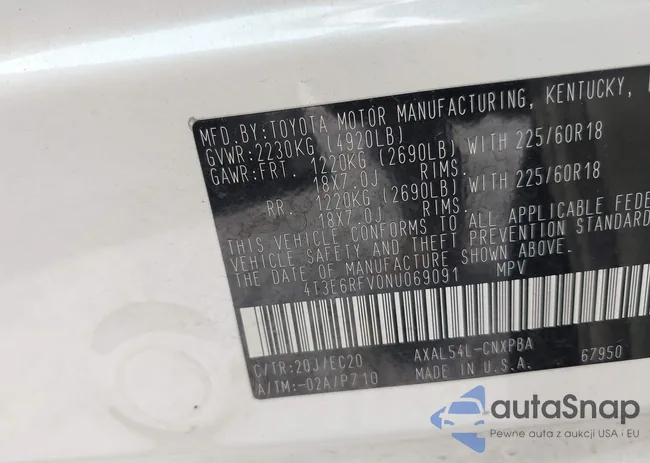 MFD. BY:TOYOTA MOTOR MANUFACTURING, KENTUCKY,
GVWR:2230KG (4920LB)
GAWR:FRT. 1220KG (2690LB) WITH 225/60R18
18X7.0J RIMS.
RR. 1220KG (2690LB) WITH 225/60R18
18X7.0J RIMS.
THIS VEHICLE CONFORMS TO ALL APPLICABLE FEDE
VEHICLE SAFETY AND THEFT PREVENTION STANDARD
THE DATE OF MANUFACTURE SHOWN ABOVE.
4T3E6RFV0NU069091 MPV
C/TR:20J/EC20 AXAL54L-CNXPBA 67950
A/TM:-02A/P710 MADE IN U.S.A.
autaSnap
Pewne auta z aukcji USA i EU